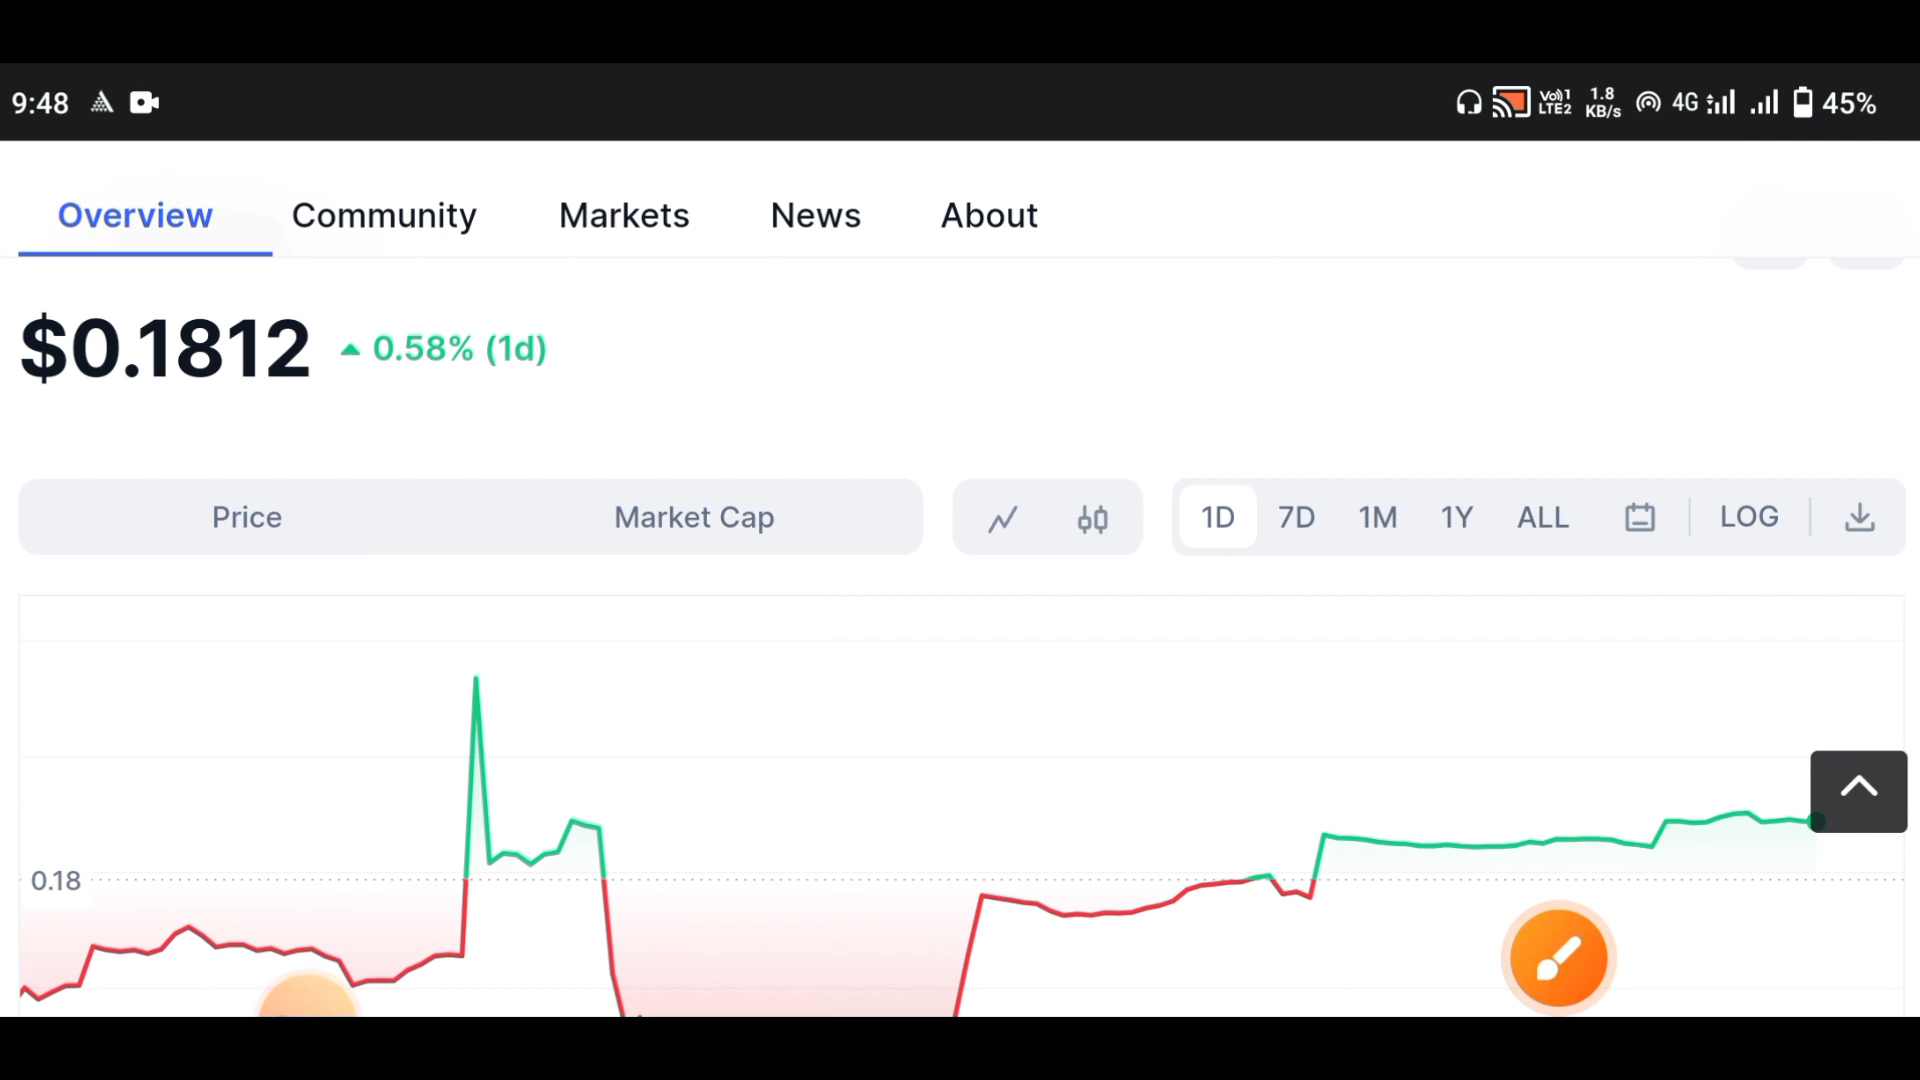 9:48 Vo)) 1 LTE2 1.8 KB/s 4G 45%
Overview Community Markets News About
$0.1812 0.58% (1d)
Price Market Cap 1D 7D 1M 1Y ALL LOG
0.18